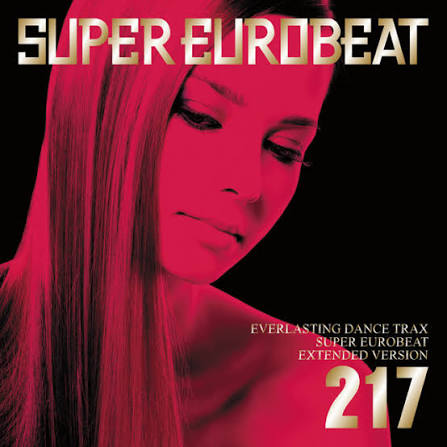 SUPER EUROBEAT
EVERLASTING DANCE TRAX
SUPER EUROBEAT
EXTENDED VERSION
217